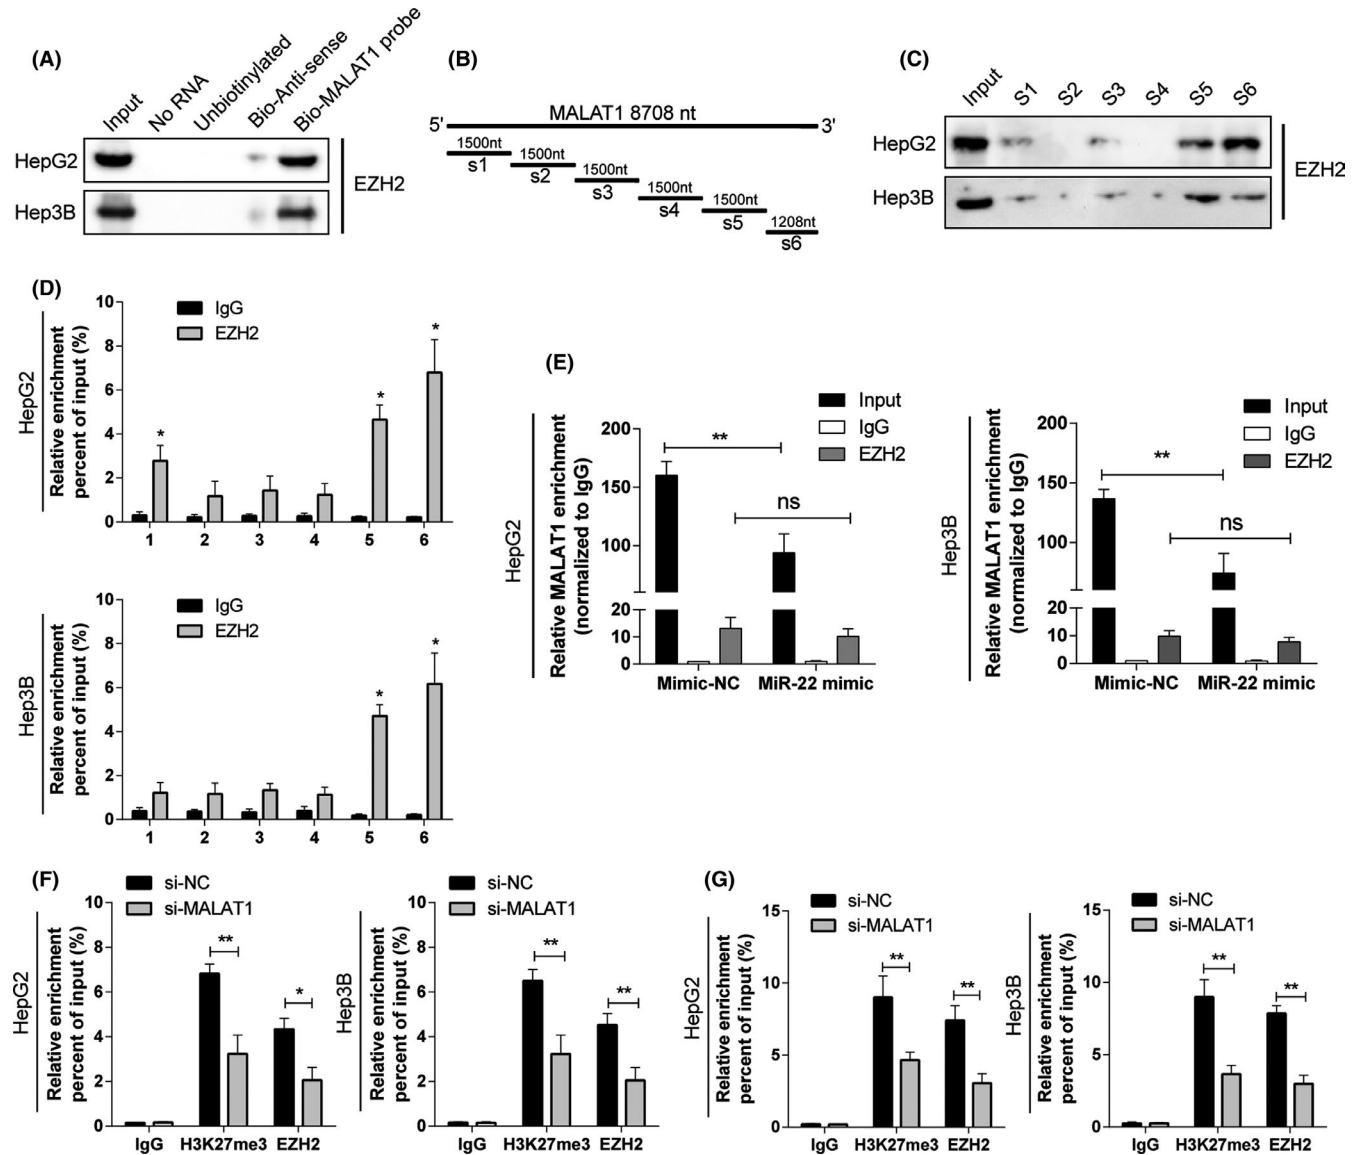 (A)
Input
No RNA
Unbiotinylated
Bio-Anti-sense
Bio-MALAT1 probe
HepG2
Hep3B
EZH2
(B)
MALAT1 8708 nt
5'
3'
1500nt
s1
1500nt
s2
1500nt
s3
1500nt
s4
1500nt
s5
1208nt
s6
(C)
Input
S1
S2
S3
S4
S5
S6
HepG2
Hep3B
EZH2
(D)
HepG2
Relative enrichment
percent of input (%)
10
8
6
4
2
0
IgG
EZH2
*
*
*
1 2 3 4 5 6
Hep3B
Relative enrichment
percent of input (%)
10
8
6
4
2
0
IgG
EZH2
*
*
1 2 3 4 5 6
(E)
HepG2
Relative MALAT1 enrichment
(normalized to IgG)
200
150
100
20
10
0
Input
IgG
EZH2
**
ns
Mimic-NC MiR-22 mimic
Hep3B
Relative MALAT1 enrichment
(normalized to IgG)
200
150
100
20
10
0
Input
IgG
EZH2
**
ns
Mimic-NC MiR-22 mimic
(F)
HepG2
Relative enrichment
percent of input (%)
10
8
6
4
2
0
si-NC
si-MALAT1
**
*
IgG H3K27me3 EZH2
Hep3B
Relative enrichment
percent of input (%)
10
8
6
4
2
0
si-NC
si-MALAT1
**
**
IgG H3K27me3 EZH2
(G)
HepG2
Relative enrichment
percent of input (%)
15
10
5
0
si-NC
si-MALAT1
**
**
IgG H3K27me3 EZH2
Hep3B
Relative enrichment
percent of input (%)
15
10
5
0
si-NC
si-MALAT1
**
**
IgG H3K27me3 EZH2